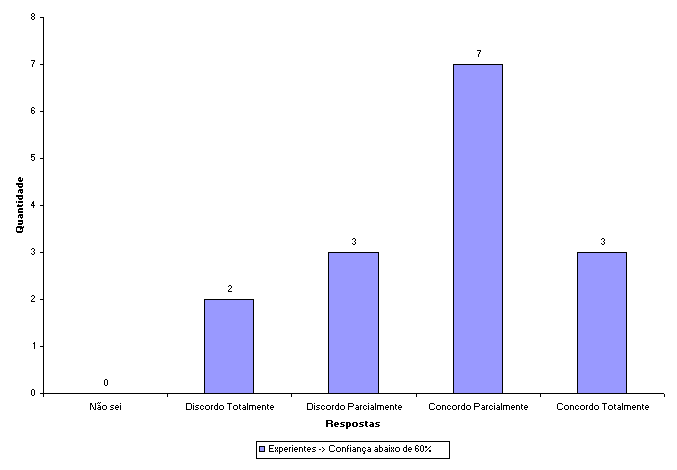 Quantidade
8
7
6
5
4
3
2
1
0
0
2
3
7
3
Não sei
Discordo Totalmente
Discordo Parcialmente
Concordo Parcialmente
Concordo Totalmente
Respostas
Experientes -> Confiança abaixo de 60%